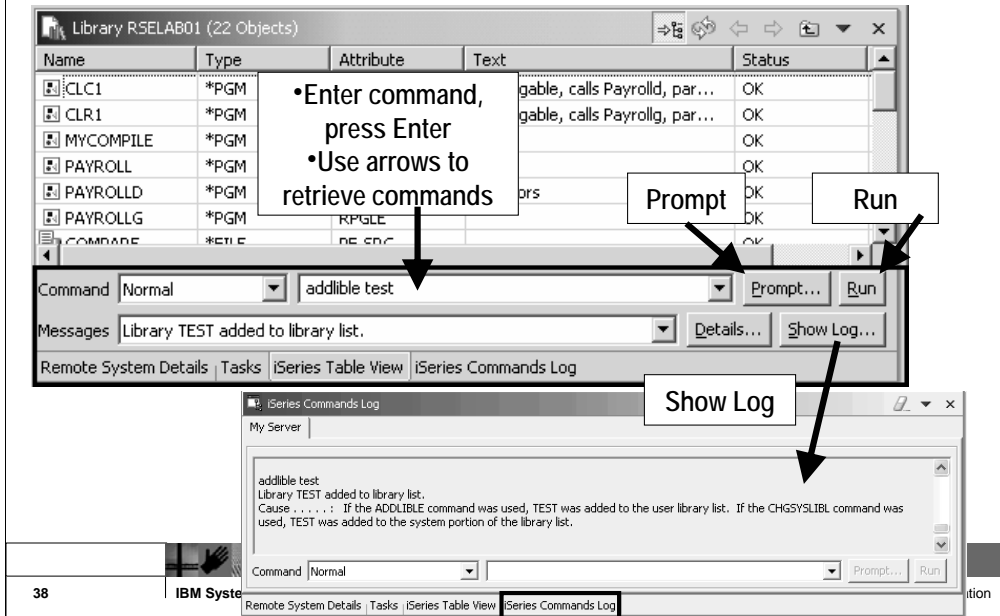 Library RSELAB01 (22 Objects)
Name Type Attribute Text Status
CLC1 *PGM gable, calls Payrolld, par... OK
CLR1 *PGM gable, calls Payrollg, par... OK
MYCOMPILE *PGM OK
PAYROLL *PGM OK
PAYROLLD *PGM OK
PAYROLLG *PGM RPGLE OK
•Enter command,
press Enter
•Use arrows to
retrieve commands
Prompt
Run
Command Normal addlible test Prompt... Run
Messages Library TEST added to library list. Details... Show Log...
Remote System Details Tasks iSeries Table View iSeries Commands Log
Show Log
iSeries Commands Log
My Server
addlible test
Library TEST added to library list.
Cause . . . . . : If the ADDLIBLE command was used, TEST was added to the user library list. If the CHGSYSLIBL command was
used, TEST was added to the system portion of the library list.
Command Normal Prompt... Run
Remote System Details Tasks iSeries Table View iSeries Commands Log
38 IBM